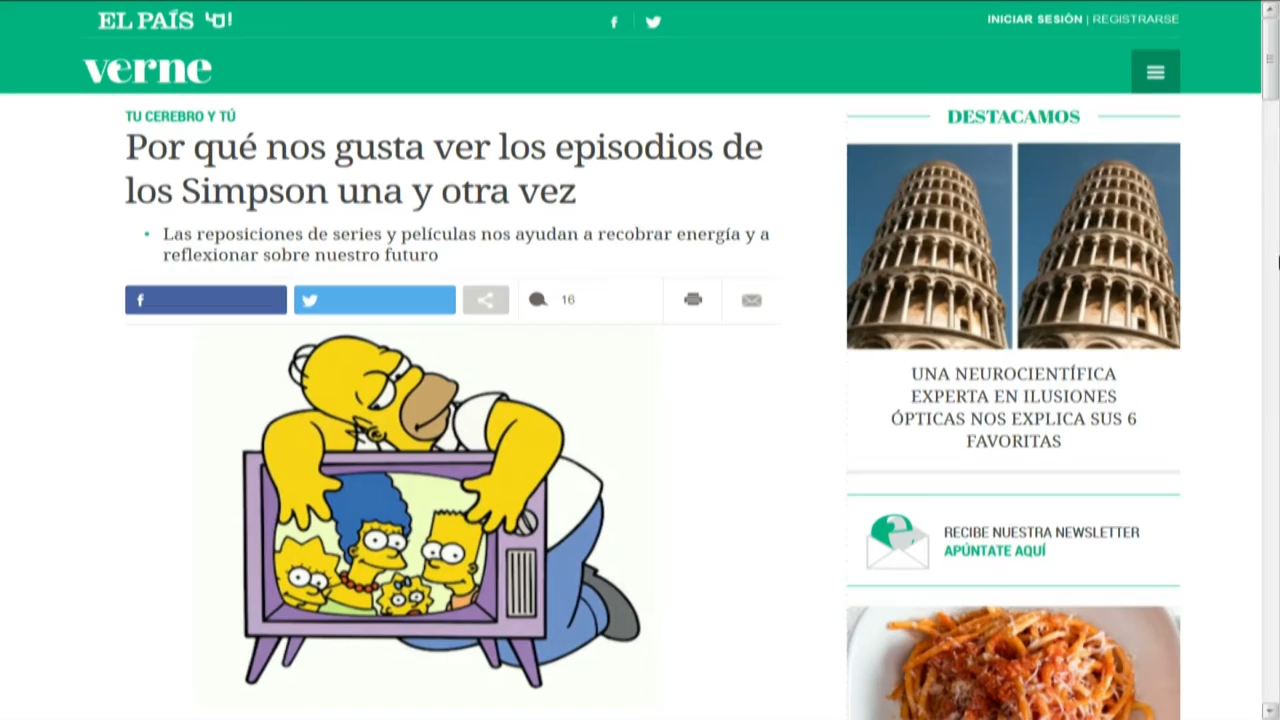 EL PAÍS 40!
INICIAR SESIÓN | REGISTRARSE
verne
TU CEREBRO Y TÚ
Por qué nos gusta ver los episodios de
los Simpson una y otra vez
• Las reposiciones de series y películas nos ayudan a recobrar energía y a
reflexionar sobre nuestro futuro
16
DESTACAMOS
UNA NEUROCIENTÍFICA
EXPERTA EN ILUSIONES
ÓPTICAS NOS EXPLICA SUS 6
FAVORITAS
RECIBE NUESTRA NEWSLETTER
APÚNTATE AQUÍ